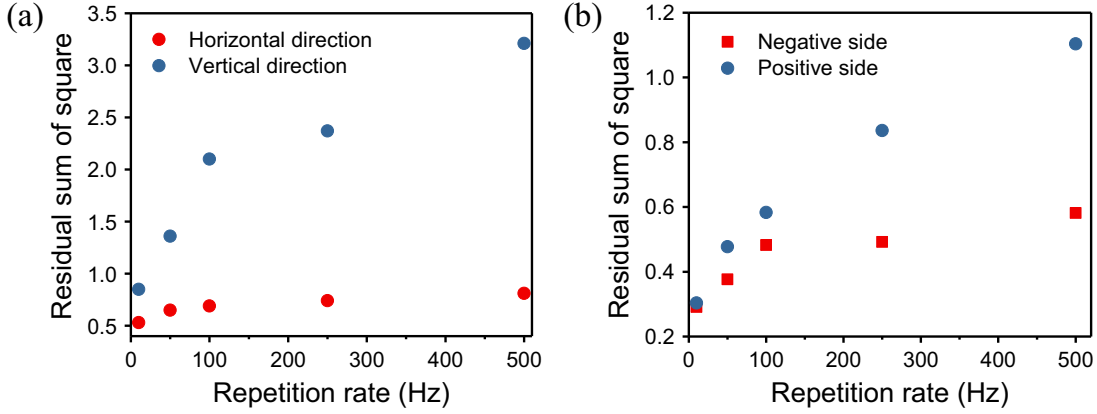 (a)
Residual sum of square
3.5
3.0
2.5
2.0
1.5
1.0
0.5
Horizontal direction
Vertical direction
0 100 200 300 400 500
Repetition rate (Hz)
(b)
Residual sum of square
1.2
1.0
0.8
0.6
0.4
0.2
Negative side
Positive side
0 100 200 300 400 500
Repetition rate (Hz)